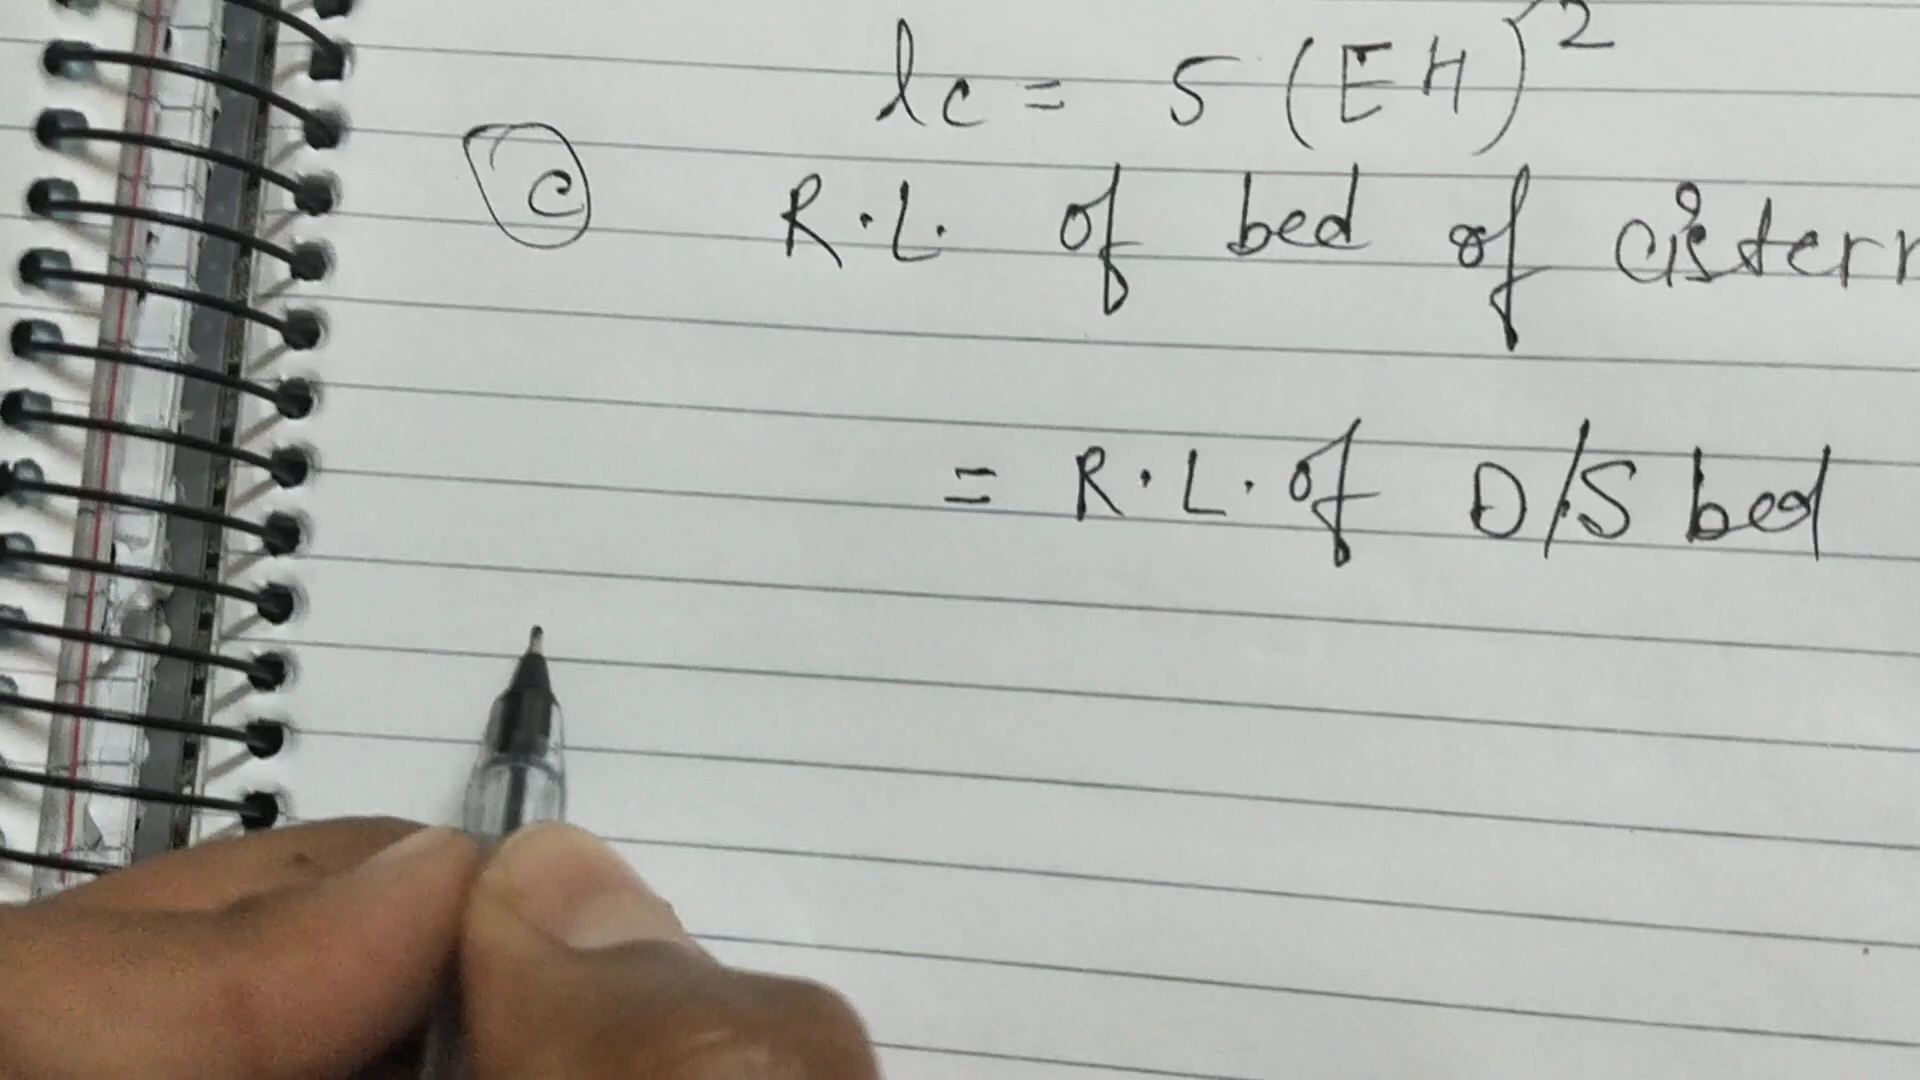 lc = 5 (EH)²
C R.L. of bed of cistern
= R.L. of D/S bed